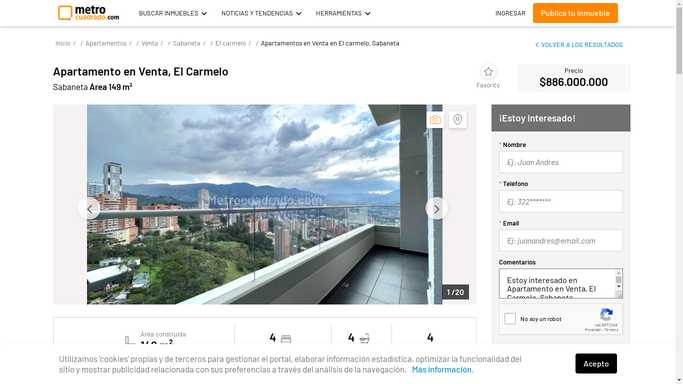 metro
cuadrado.com
BUSCAR INMUEBLES
NOTICIAS Y TENDENCIAS
HERRAMIENTAS
INGRESAR
Publica tu Inmueble
Inicio / / Apartamentos / / Venta / / Sabaneta / / El carmelo / / Apartamentos en Venta en El carmelo, Sabaneta
VOLVER A LOS RESULTADOS
Apartamento en Venta, El Carmelo
Sabaneta Área 149 m²
Favorito
Precio
$886.000.000
Metrocuadrado.com
1 / 20
¡Estoy Interesado!
* Nombre
Ej: Juan Andres
* Telefono
Ej: 322*******
* Email
Ej: juanandres@email.com
Comentarios
Estoy interesado en
Apartamento en Venta, El
Carmelo, Sabaneta
No soy un robot
reCAPTCHA
Privacidad - Términos
Área construida
149 m²
4
4
4
Utilizamos 'cookies' propias y de terceros para gestionar el portal, elaborar información estadística, optimizar la funcionalidad del
sitio y mostrar publicidad relacionada con sus preferencias a través del análisis de la navegación. Más información.
Acepto